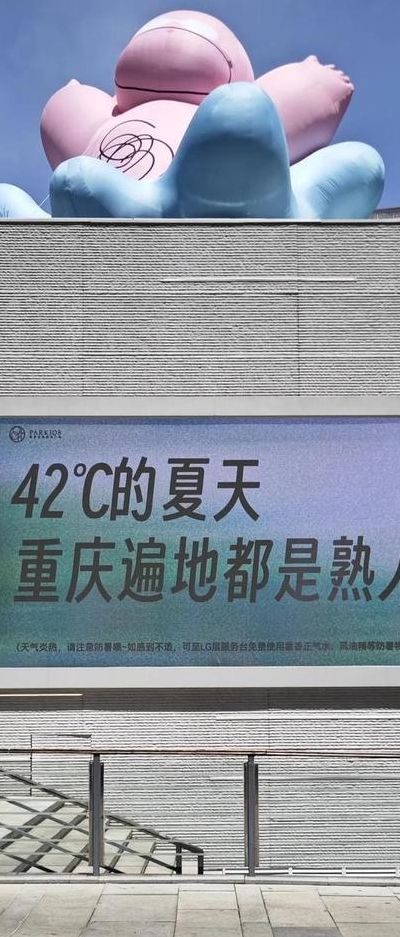 PARK108
42℃的夏天
重庆遍地都是熟人
(天气炎热，请注意防暑哦~如感到不适，可至LG层服务台免费使用藿香正气水、风油精等防暑